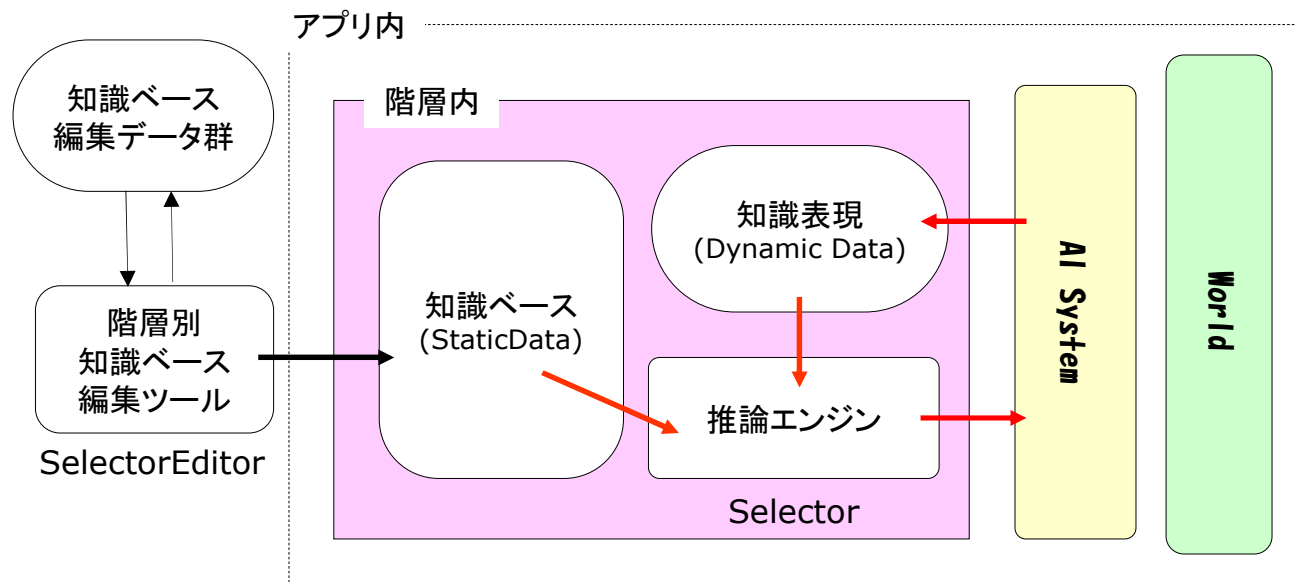 アプリ内
知識ベース
編集データ群
階層別
知識ベース
編集ツール
SelectorEditor
階層内
知識ベース
(StaticData)
知識表現
(Dynamic Data)
推論エンジン
Selector
AI System
World